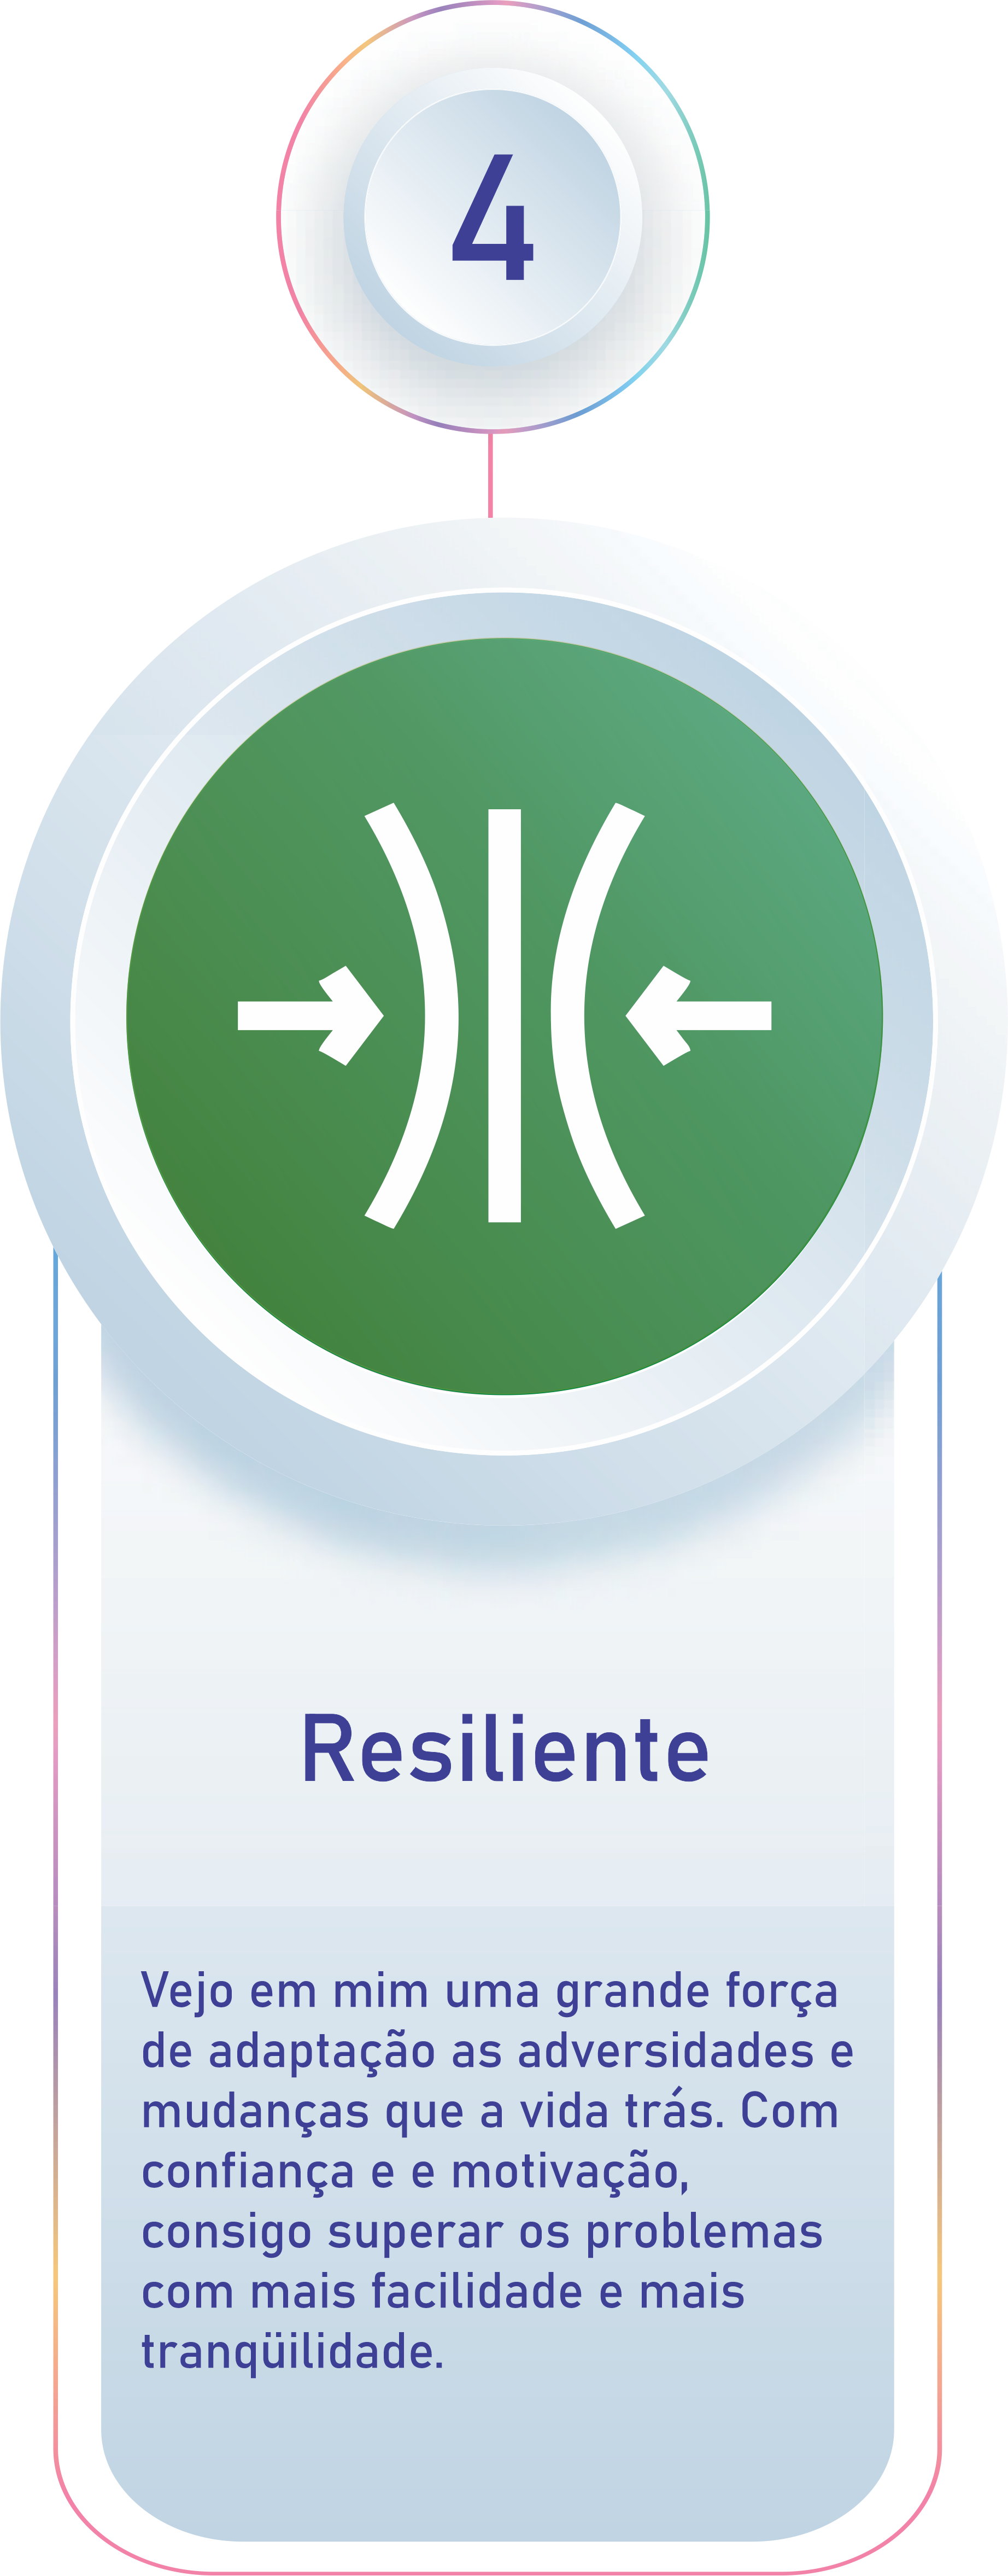 4
Resiliente
Vejo em mim uma grande força
de adaptação as adversidades e
mudanças que a vida trás. Com
confiança e e motivação,
consigo superar os problemas
com mais facilidade e mais
tranqüilidade.